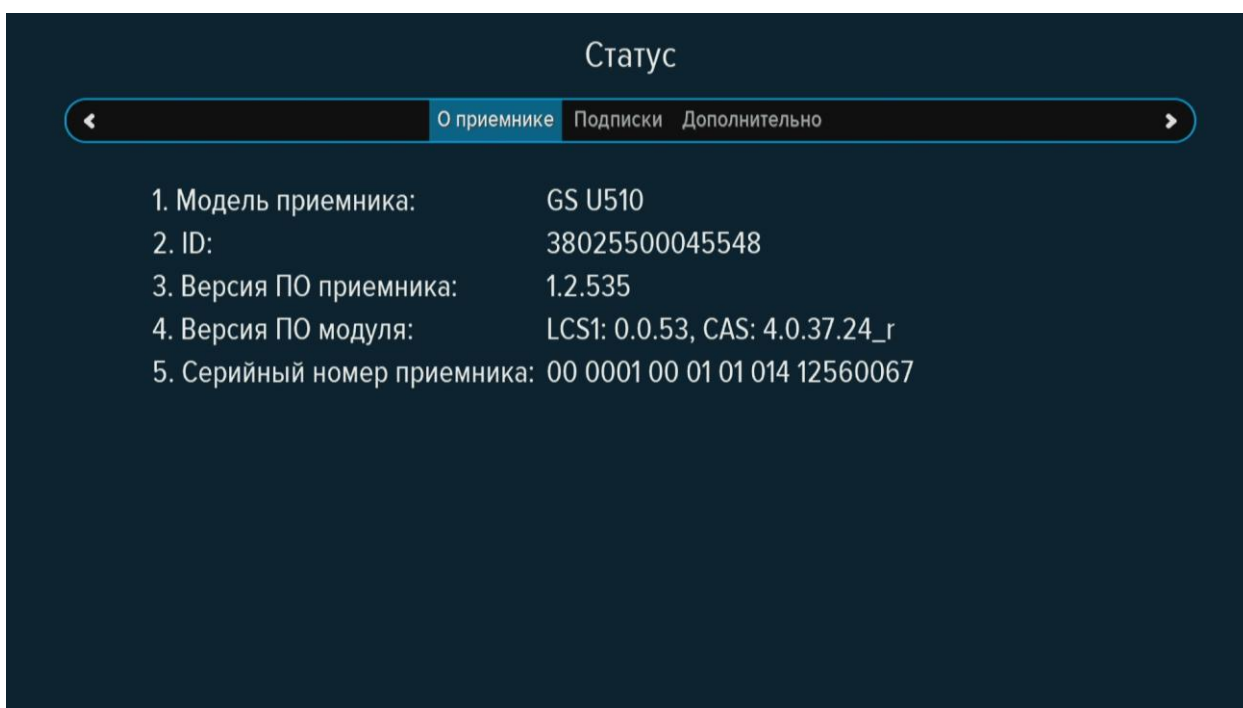 Статус
О приемнике Подписки Дополнительно
1. Модель приемника: GS U510
2. ID: 38025500045548
3. Версия ПО приемника: 1.2.535
4. Версия ПО модуля: LCS1: 0.0.53, CAS: 4.0.37.24_r
5. Серийный номер приемника: 00 0001 00 01 01 014 12560067